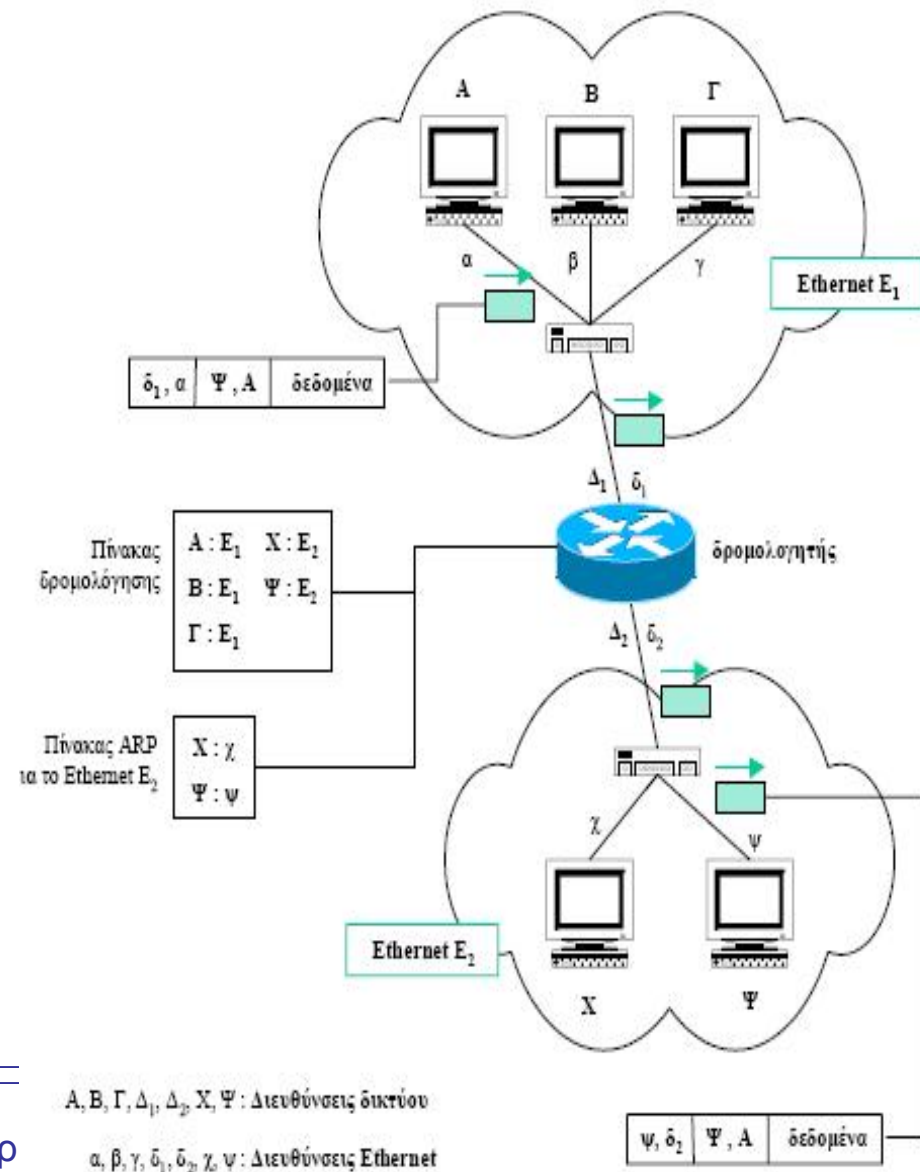 Α
Β
Γ
α
β
γ
Ethernet E₁
δ₁, α | Ψ, Α | δεδομένα
Δ₁ δ₁
δρομολογητής
Πίνακας
δρομολόγησης
Α : Ε₁ Χ : Ε₂
Β : Ε₁ Ψ : Ε₂
Γ : Ε₁
Δ₂ δ₂
Πίνακας ARP
ια το Ethernet E₂
Χ : χ
Ψ : ψ
χ
ψ
Ethernet E₂
Χ
Ψ
Α, Β, Γ, Δ₁, Δ₂, Χ, Ψ : Διευθύνσεις δικτύου
α, β, γ, δ₁, δ₂, χ, ψ : Διευθύνσεις Ethernet
ψ, δ₂ | Ψ, Α | δεδομένα
ρ